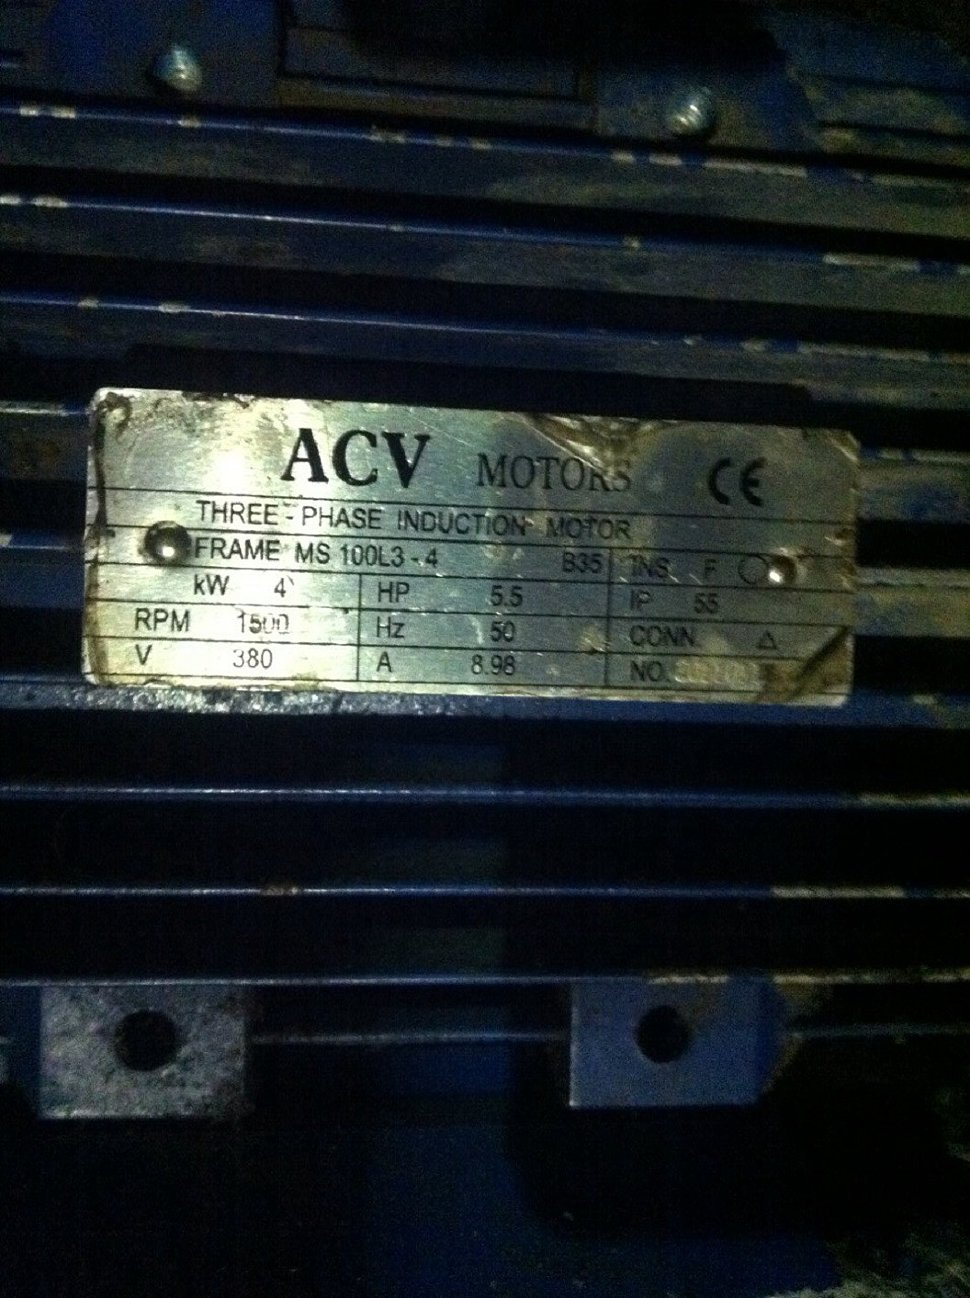 ACV MOTORS CE
THREE-PHASE INDUCTION MOTOR
FRAME MS 100L3-4 B35 INS F
kW 4 HP 5.5 IP 55
RPM 1500 Hz 50 CONN. △
V 380 A 8.98 NO.